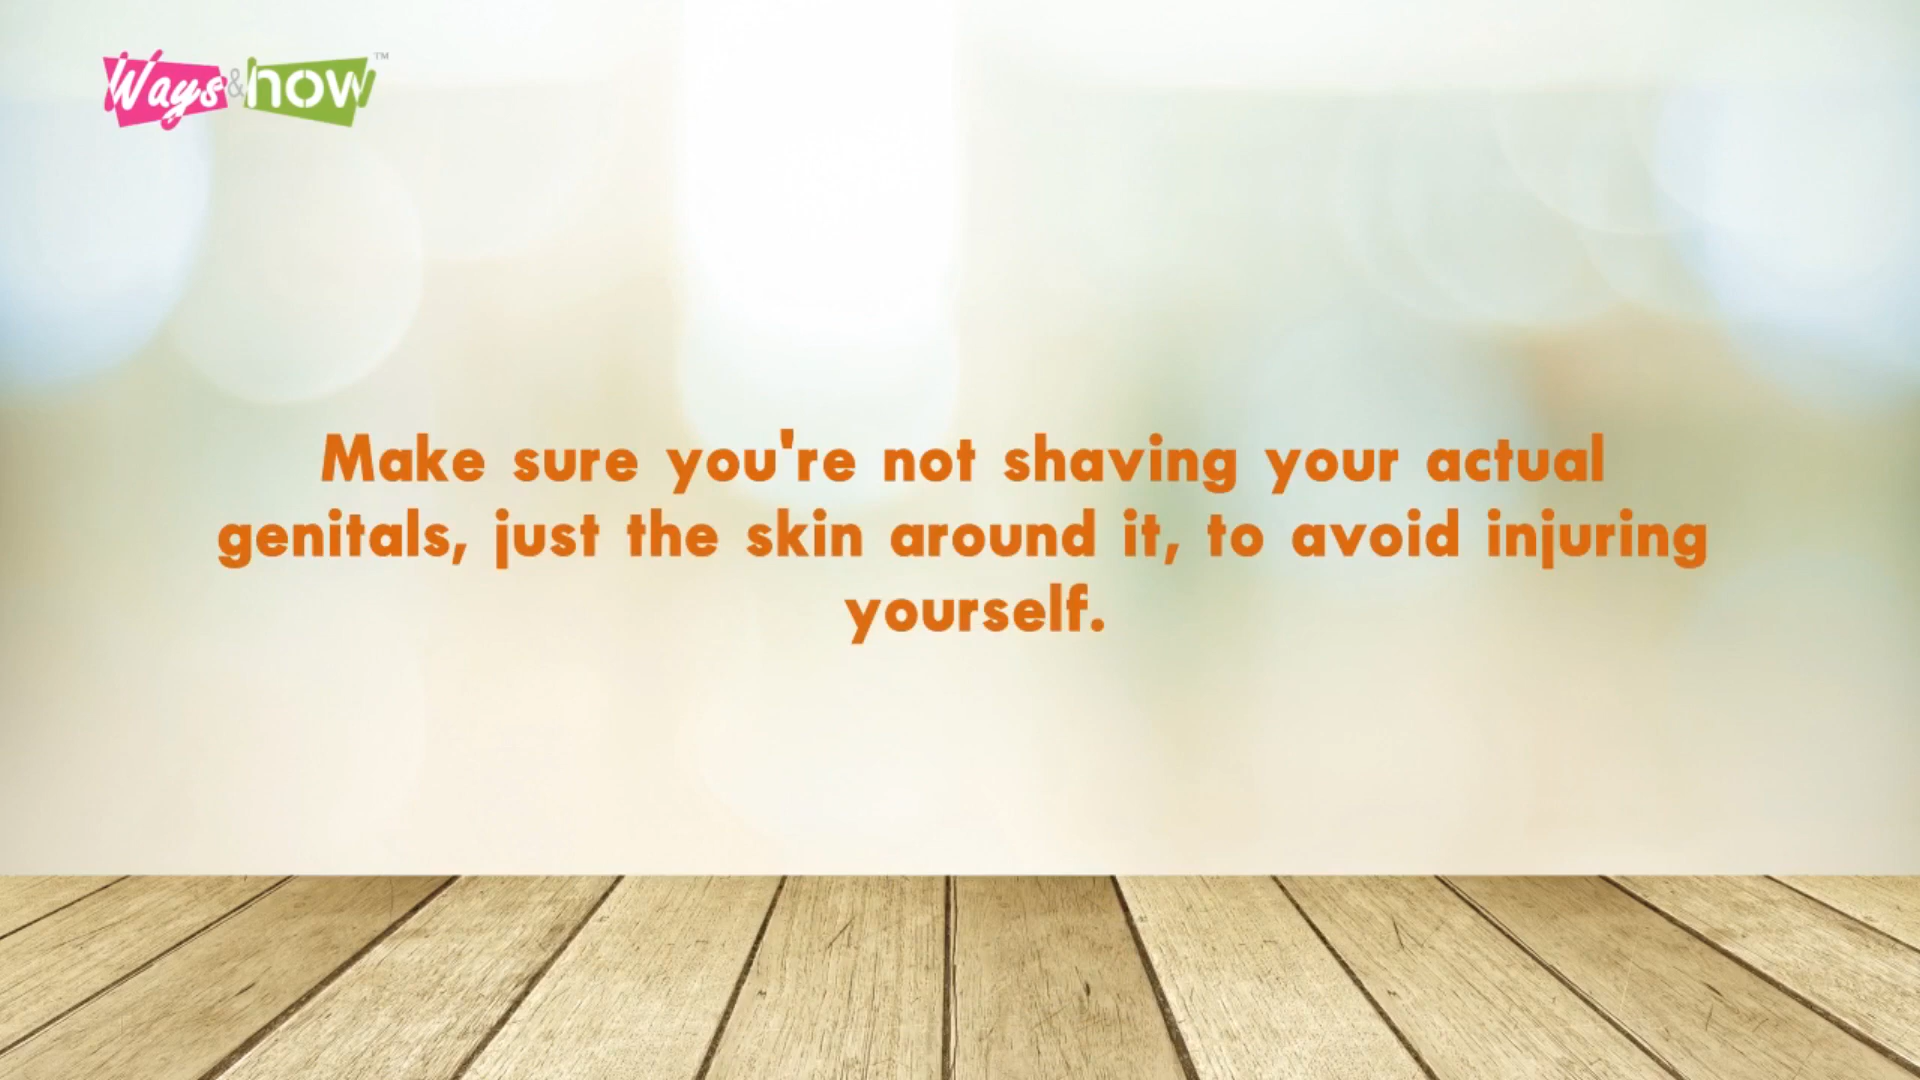 Ways & how ™
Make sure you're not shaving your actual
genitals, just the skin around it, to avoid injuring
yourself.